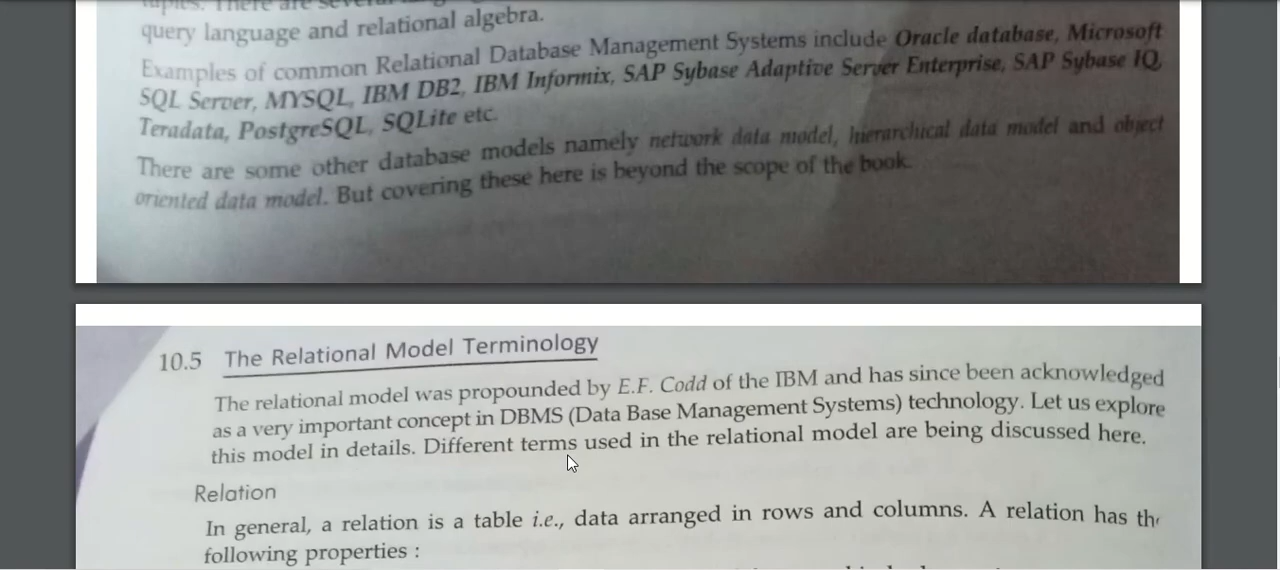 There are
query language and relational algebra.
Examples of common Relational Database Management Systems include Oracle database, Microsoft
SQL Server, MYSQL, IBM DB2, IBM Informix, SAP Sybase Adaptive Server Enterprise, SAP Sybase IQ,
Teradata, PostgreSQL, SQLite etc.
There are some other database models namely network data model, hierarchical data model and object
oriented data model. But covering these here is beyond the scope of the book.
10.5 The Relational Model Terminology
The relational model was propounded by E.F. Codd of the IBM and has since been acknowledged
as a very important concept in DBMS (Data Base Management Systems) technology. Let us explore
this model in details. Different terms used in the relational model are being discussed here.
Relation
In general, a relation is a table i.e., data arranged in rows and columns. A relation has
following properties :